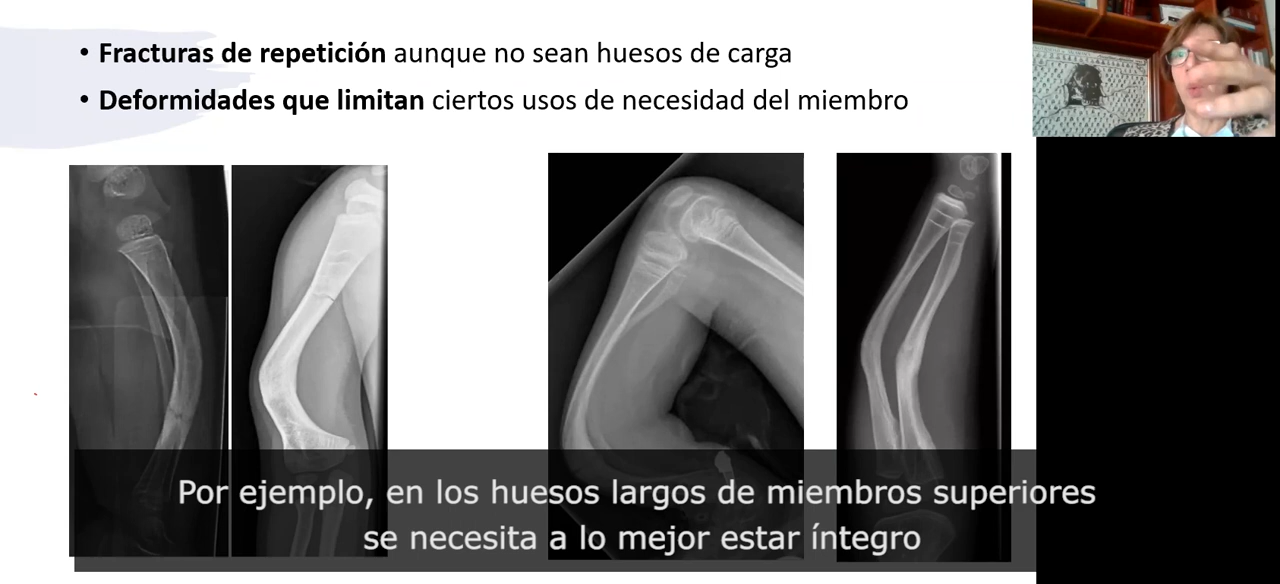 • Fracturas de repetición aunque no sean huesos de carga
• Deformidades que limitan ciertos usos de necesidad del miembro
Por ejemplo, en los huesos largos de miembros superiores
se necesita a lo mejor estar íntegro